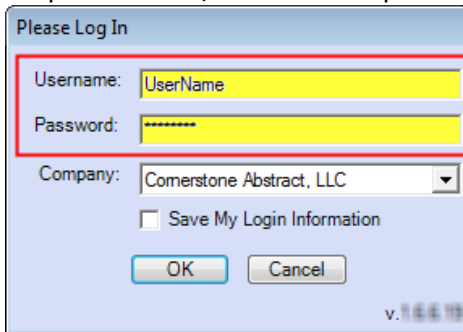 Please Log In
Username: UserName
Password: ********
Company: Cornerstone Abstract, LLC
Save My Login Information
OK Cancel
v.